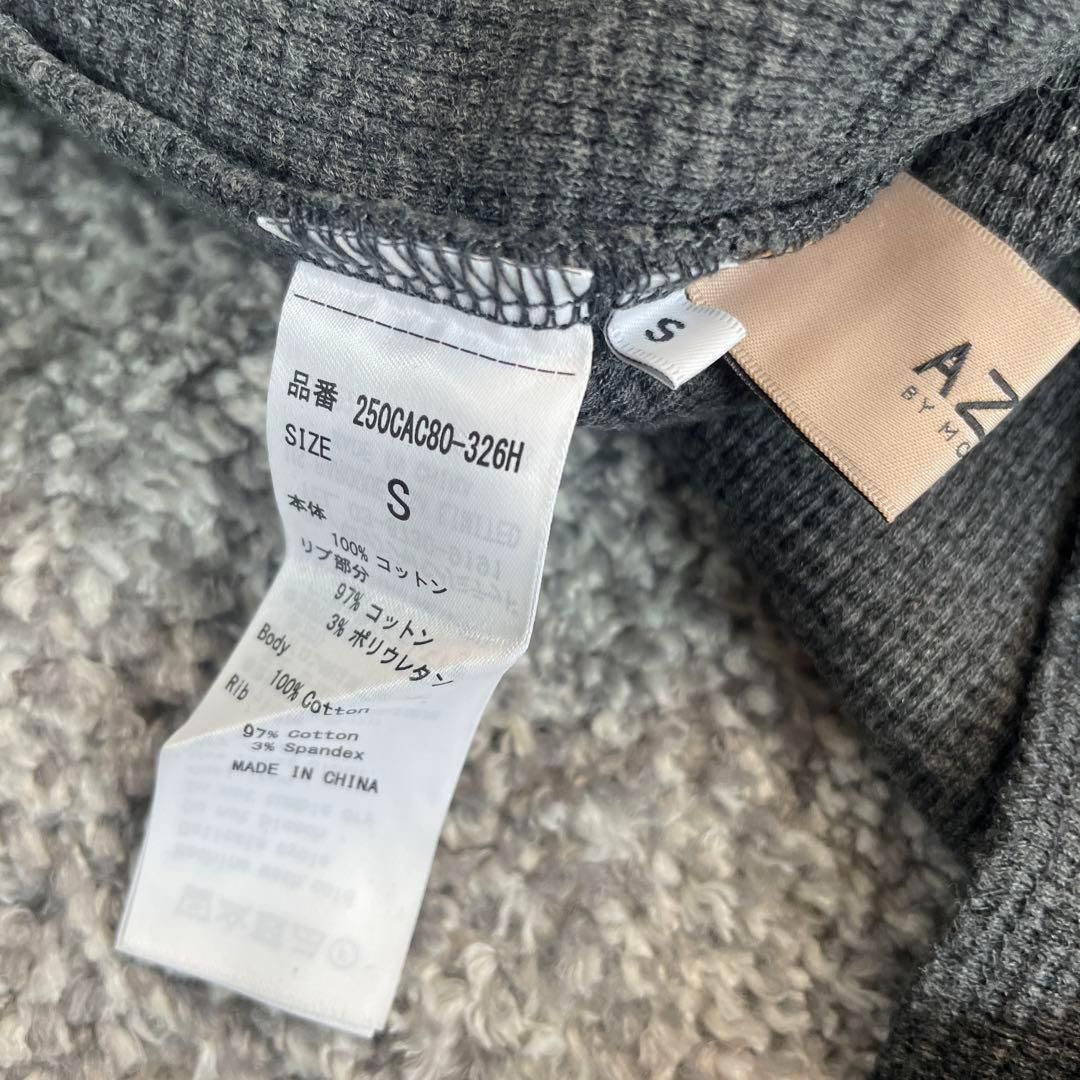 品番 250CAC80-326H
SIZE
S
本体
100% コットン
リブ部分
97% コットン
3% ポリウレタン
Body
100% Cotton
Rib
97% Cotton
3% Spandex
MADE IN CHINA
S
AZ
BY MO